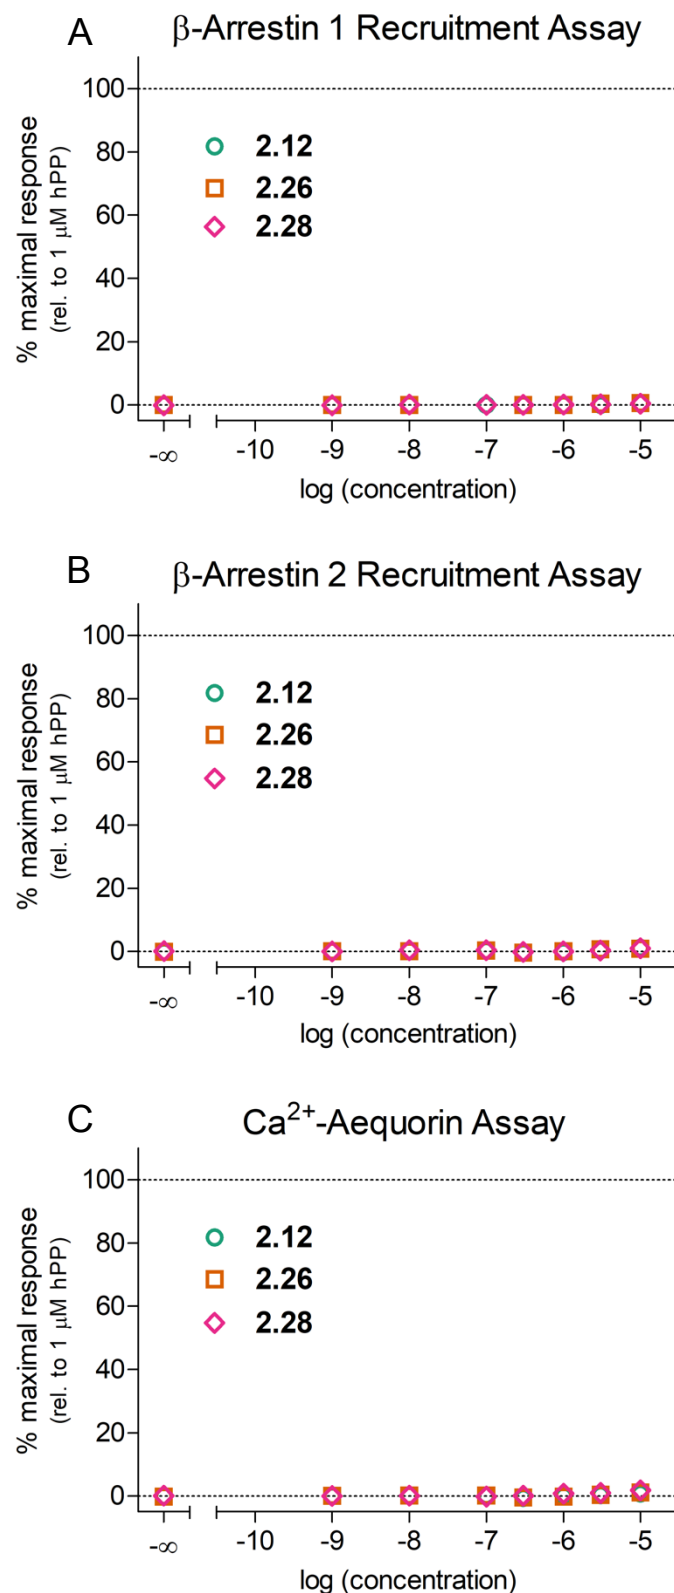 A β-Arrestin 1 Recruitment Assay
% maximal response
(rel. to 1 μM hPP)
100
80
60
40
20
0
2.12
2.26
2.28
-∞ -10 -9 -8 -7 -6 -5
log (concentration)
B β-Arrestin 2 Recruitment Assay
% maximal response
(rel. to 1 μM hPP)
100
80
60
40
20
0
2.12
2.26
2.28
-∞ -10 -9 -8 -7 -6 -5
log (concentration)
C Ca²⁺-Aequorin Assay
% maximal response
(rel. to 1 μM hPP)
100
80
60
40
20
0
2.12
2.26
2.28
-∞ -10 -9 -8 -7 -6 -5
log (concentration)